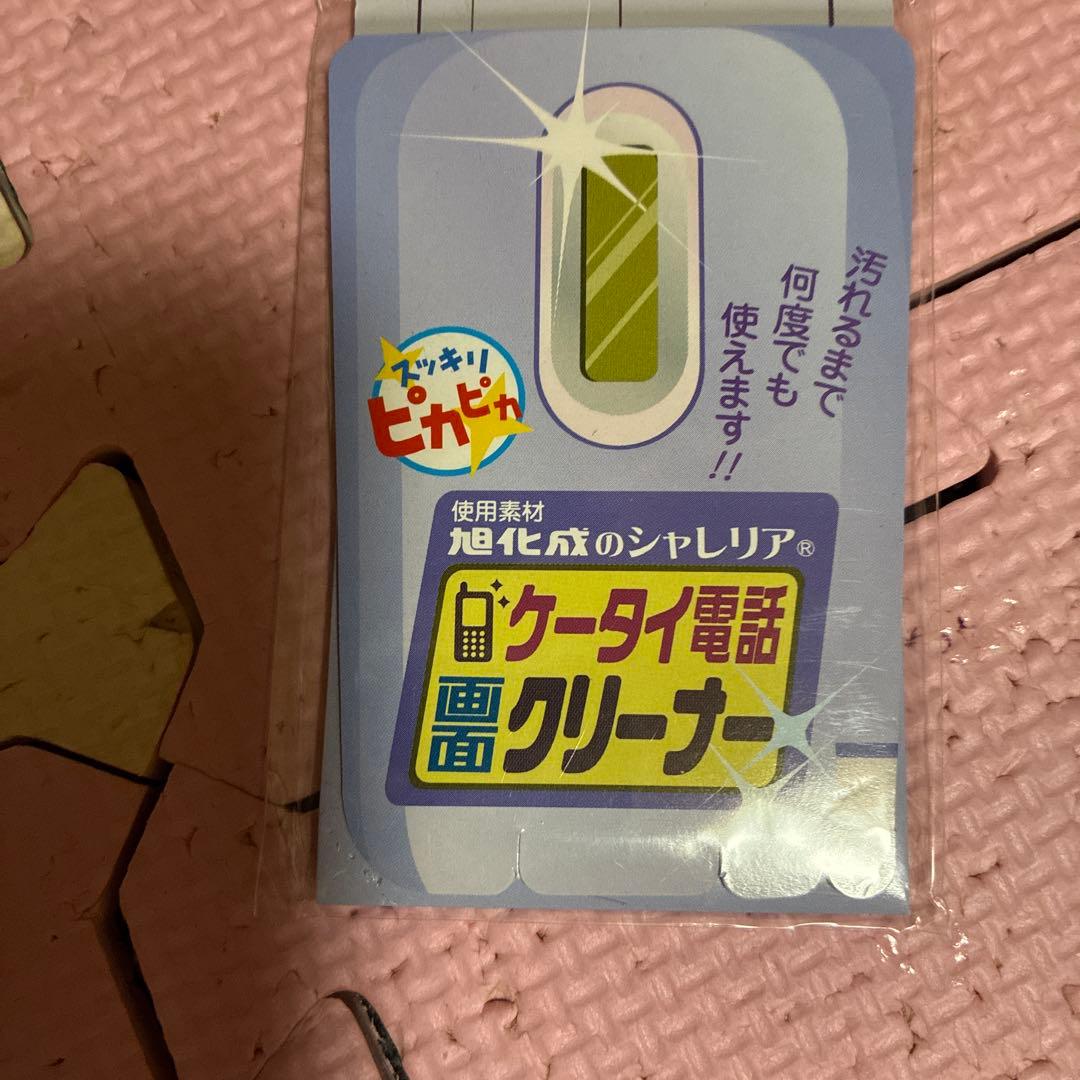 汚れるまで
何度でも
使えます!!
スッキリ
ピカピカ
使用素材
旭化成のシャレリア®
ケータイ電話
画面クリーナー